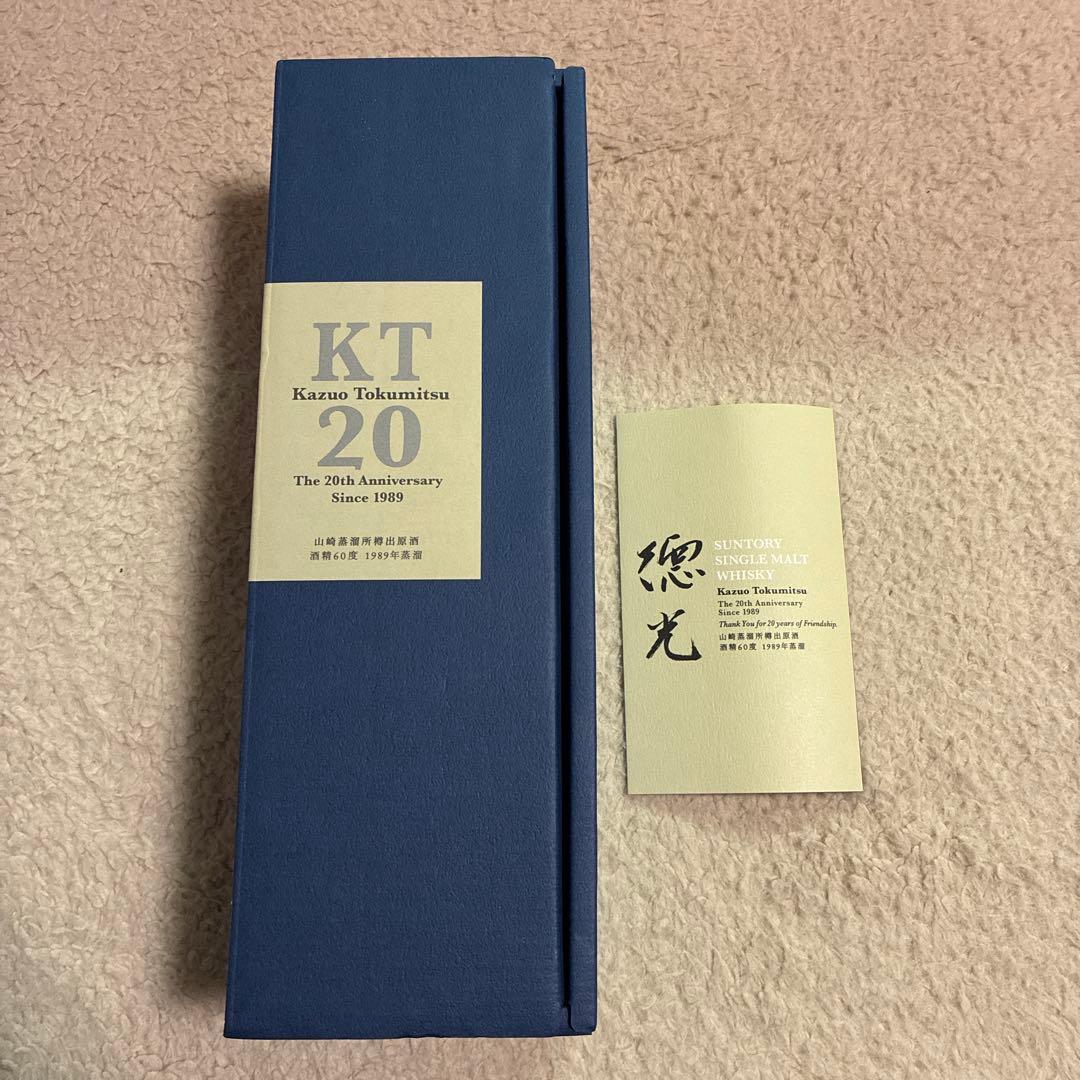 KT
Kazuo Tokumitsu
20
The 20th Anniversary
Since 1989
山崎蒸溜所樽出原酒
酒精60度 1989年蒸溜
徳光
SUNTORY
SINGLE MALT
WHISKY
Kazuo Tokumitsu
The 20th Anniversary
Since 1989
Thank You for 20 years of Friendship.
山崎蒸溜所樽出原酒
酒精60度 1989年蒸溜